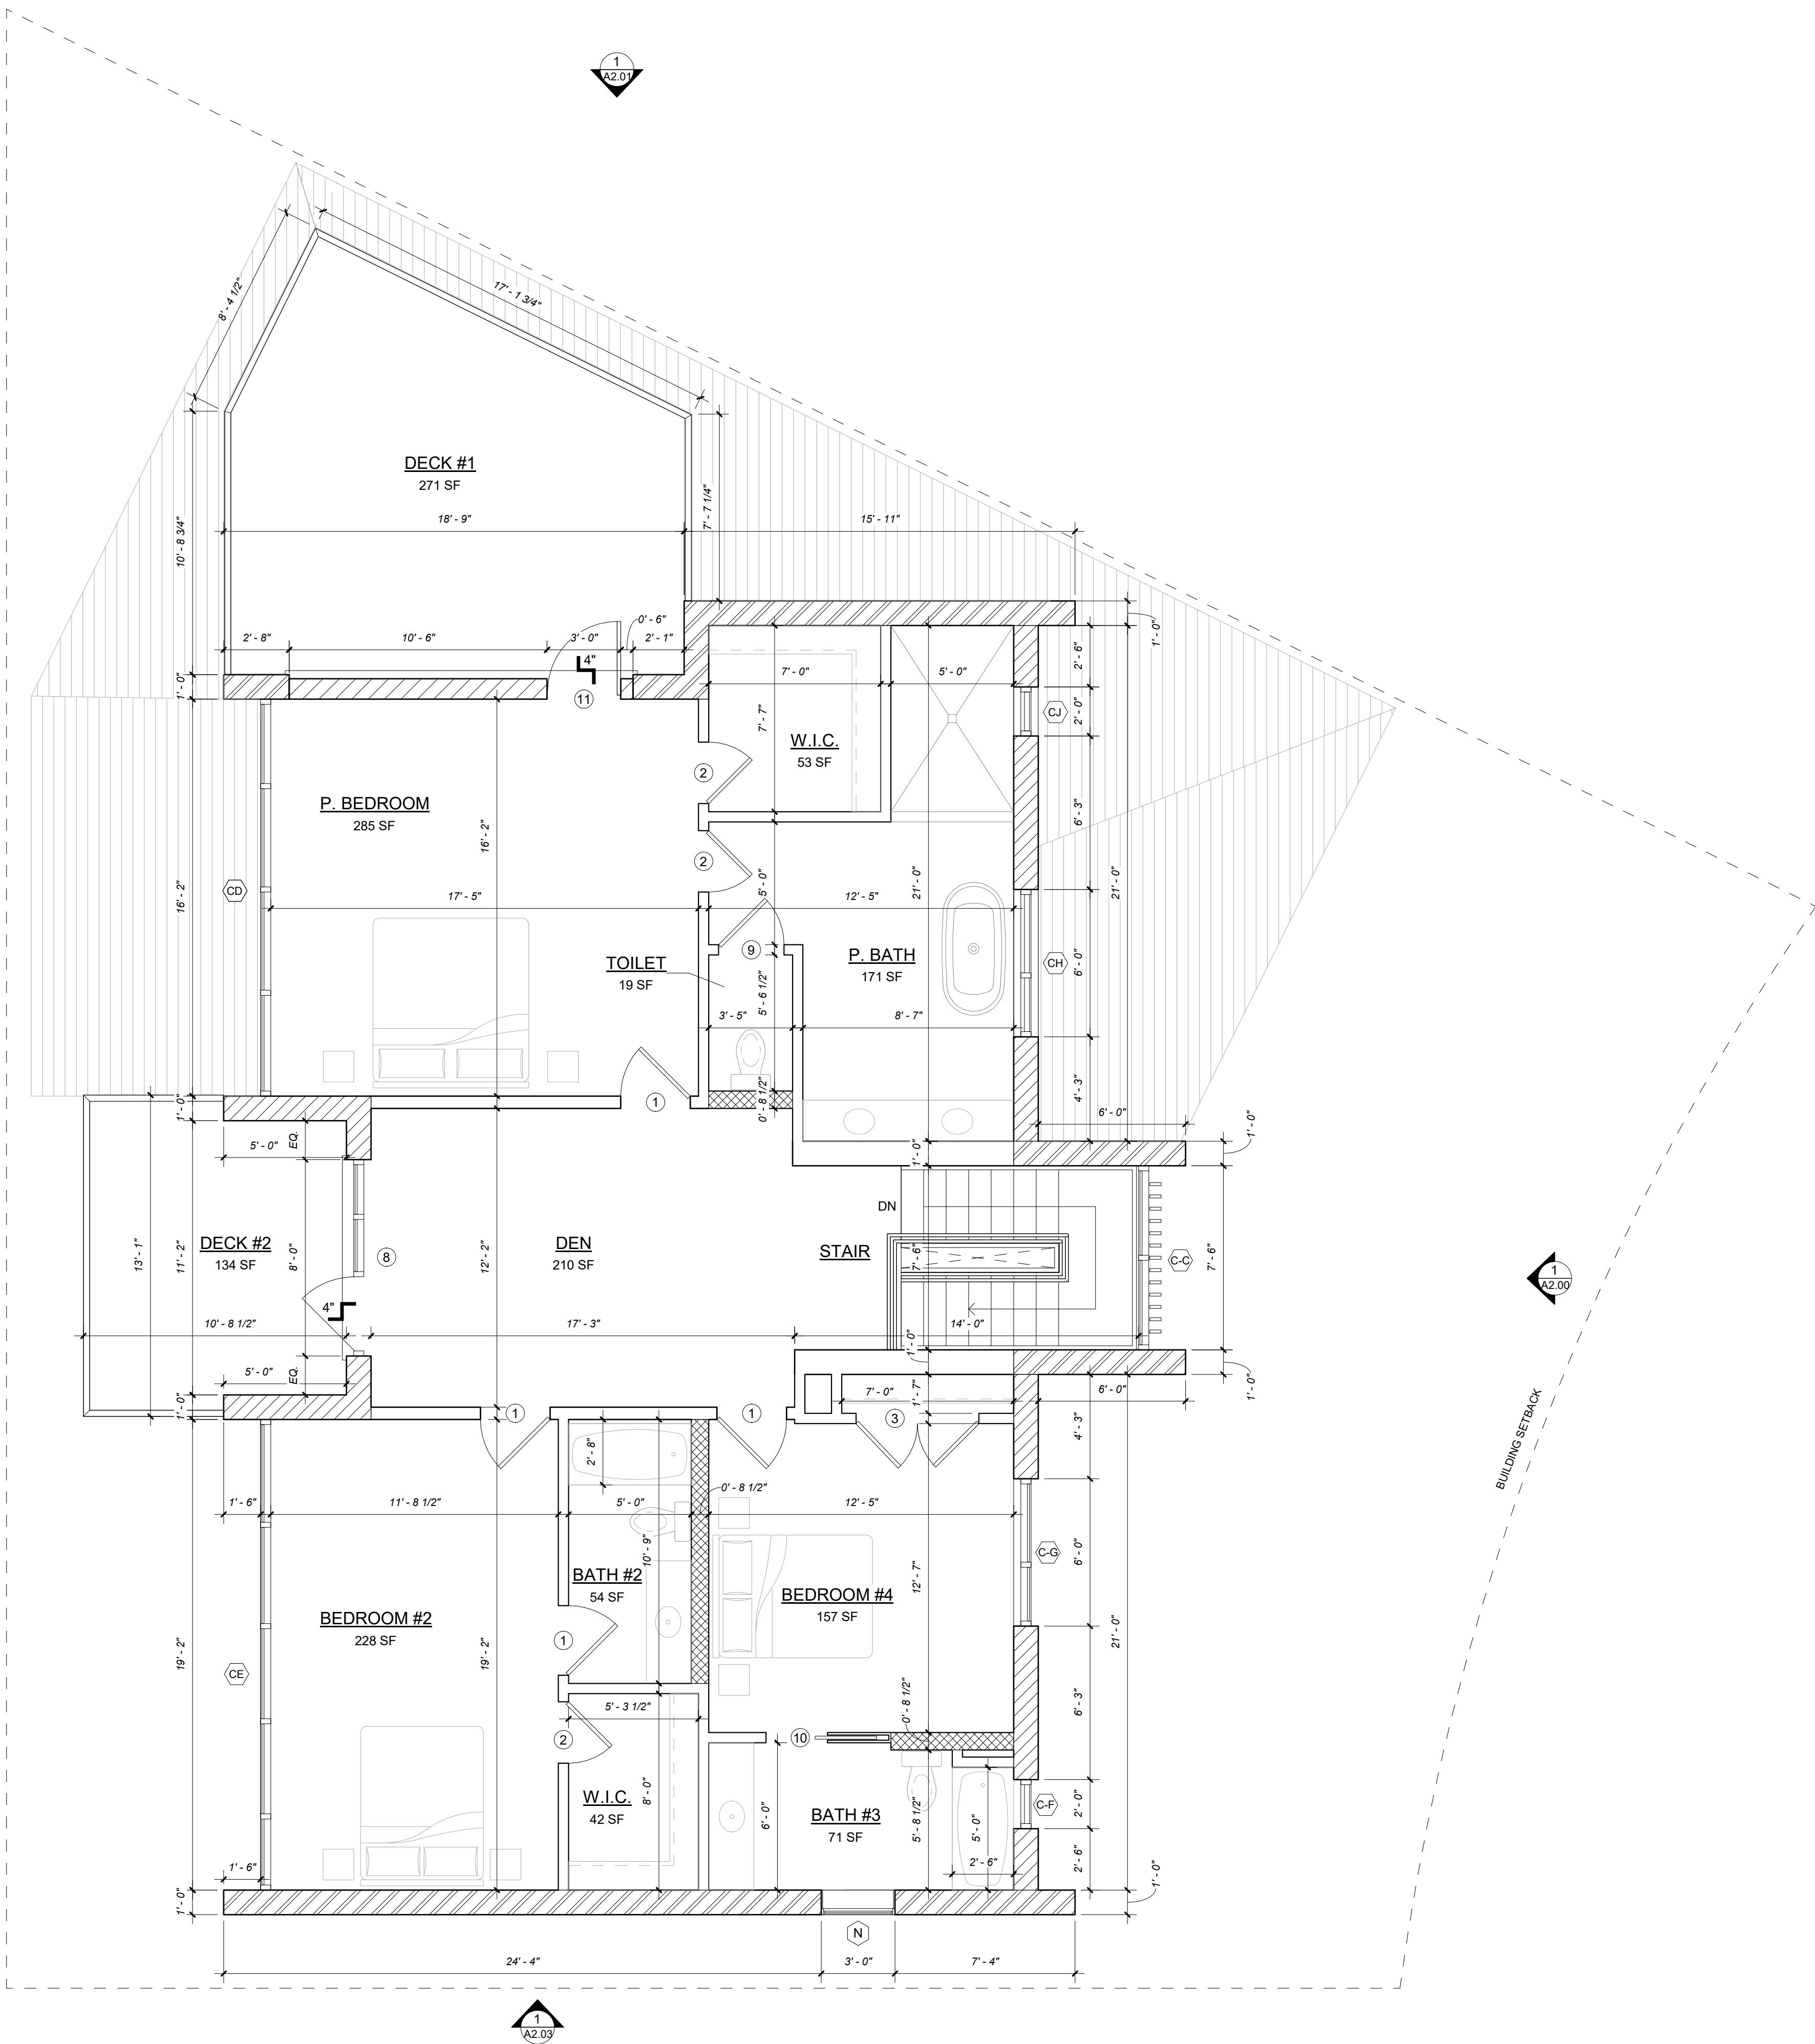 1
A2.01
8' - 4 1/2"
17' - 1 3/4"
DECK #1
271 SF
10' - 8 3/4"
7' - 7 1/4"
18' - 9"
15' - 11"
2' - 8"
10' - 6"
3' - 0"
0' - 6"
2' - 1"
4"
11
1' - 0"
1' - 0"
2' - 6"
7' - 0"
5' - 0"
7' - 7"
W.I.C.
53 SF
CJ
2' - 0"
2
P. BEDROOM
285 SF
16' - 2"
16' - 2"
6' - 3"
2
CD
17' - 5"
5' - 0"
21' - 0"
12' - 5"
21' - 0"
9
TOILET
19 SF
P. BATH
171 SF
CH
6' - 0"
5' - 6 1/2"
3' - 5"
8' - 7"
4' - 3"
1
0' - 8 1/2"
6' - 0"
1' - 0"
1' - 0"
5' - 0"
EQ.
1' - 0"
DN
13' - 1"
11' - 2"
DECK #2
134 SF
8' - 0"
8
12' - 2"
DEN
210 SF
STAIR
7' - 6"
C-C
7' - 6"
1
A2.00
4"
10' - 8 1/2"
17' - 3"
14' - 0"
1' - 0"
5' - 0"
EQ.
7' - 0"
1' - 7"
6' - 0"
1' - 0"
1' - 0"
1
1
3
4' - 3"
BUILDING SETBACK
2' - 8"
0' - 8 1/2"
1' - 6"
11' - 8 1/2"
5' - 0"
12' - 5"
10' - 9"
C-G
6' - 0"
BATH #2
54 SF
12' - 7"
BEDROOM #4
157 SF
BEDROOM #2
228 SF
1
19' - 2"
19' - 2"
CE
21' - 0"
6' - 3"
5' - 3 1/2"
0' - 8 1/2"
2
10
W.I.C.
42 SF
8' - 0"
6' - 0"
BATH #3
71 SF
5' - 8 1/2"
5' - 0"
C-F
2' - 0"
2' - 6"
2' - 6"
1' - 6"
1' - 0"
1' - 0"
N
24' - 4"
3' - 0"
7' - 4"
1
A2.03